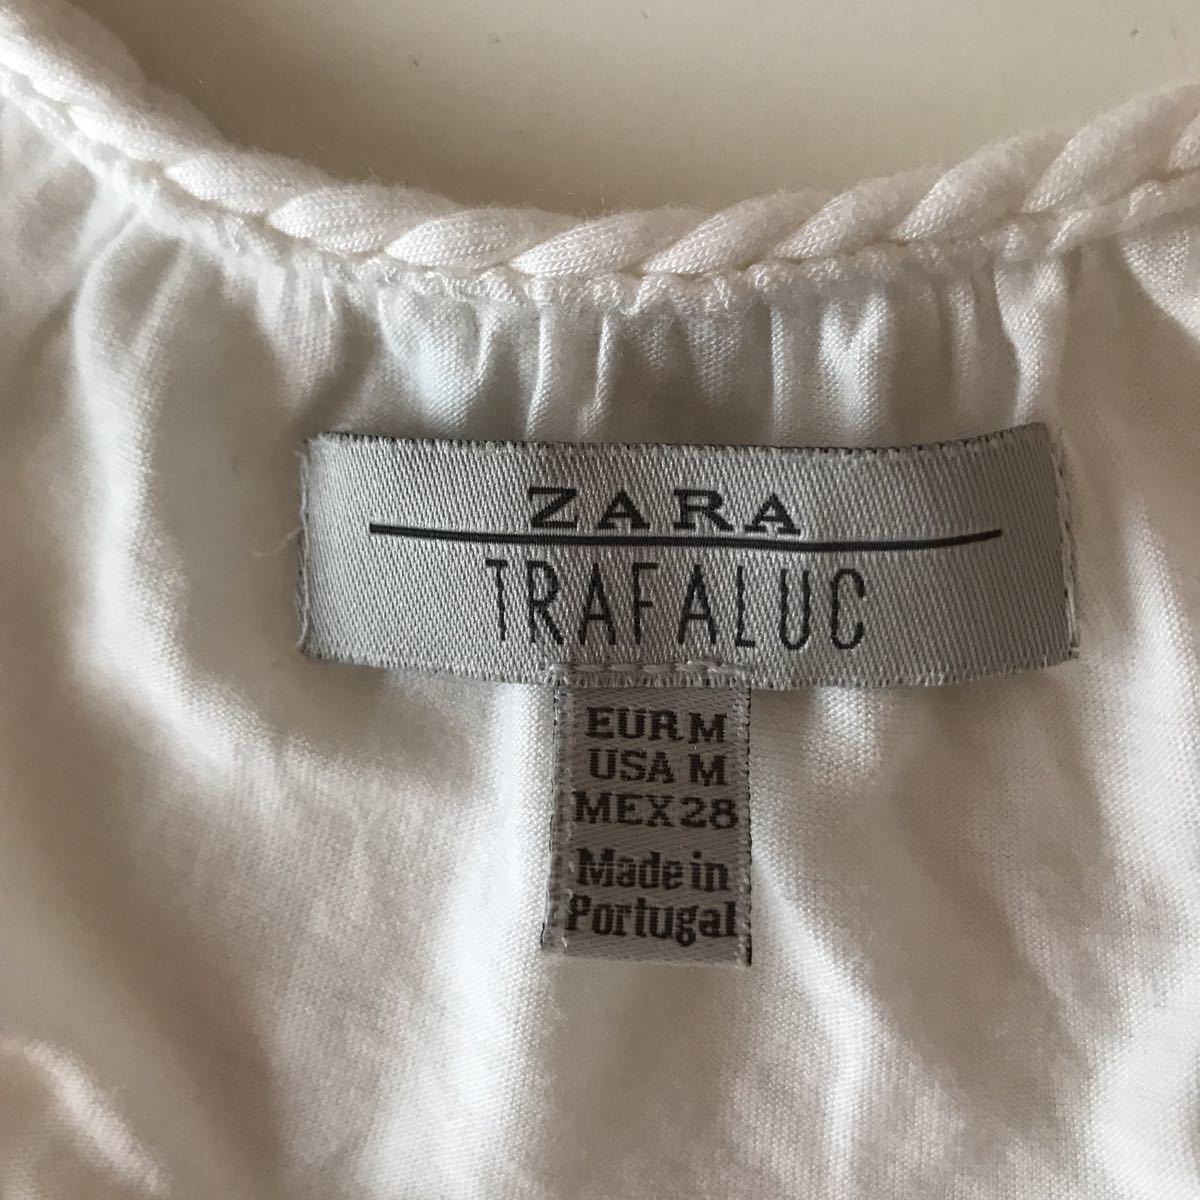 ZARA
TRAFALUC
EUR M
USA M
MEX 28
Made in
Portugal